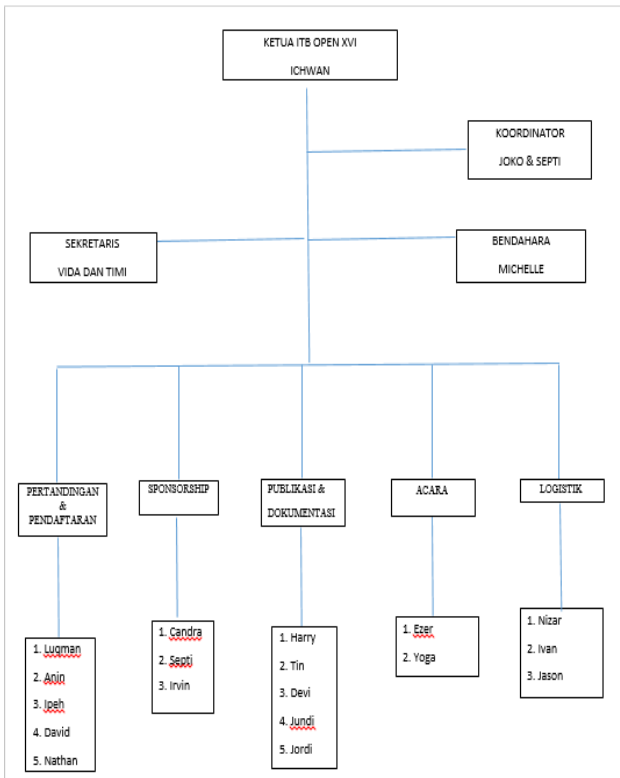 KETUA ITB OPEN XVI
ICHWAN
KOORDINATOR
JOKO & SEPTI
SEKRETARIS
VIDA DAN TIMI
BENDAHARA
MICHELLE
PERTANDINGAN
&
PENDAFTARAN
SPONSORSHIP
PUBLIKASI &
DOKUMENTASI
ACARA
LOGISTIK
1. Luqman
2. Anin
3. Ipeh
4. David
5. Nathan
1. Candra
2. Septi
3. Irvin
1. Harry
2. Tin
3. Devi
4. Jundi
5. Jordi
1. Ezer
2. Yoga
1. Nizar
2. Ivan
3. Jason